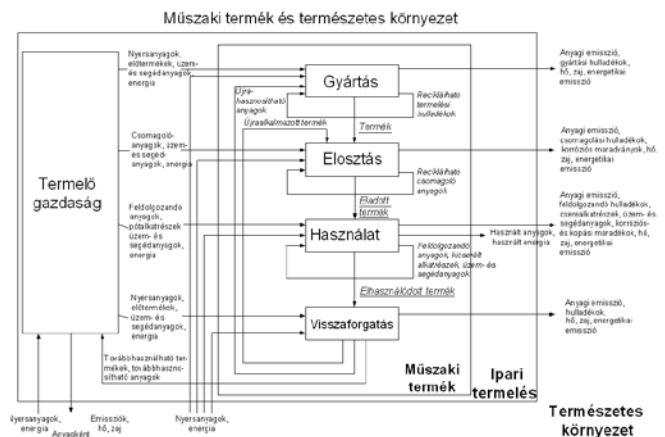 Műszaki termék és természetes környezet
Nyersanyagok,
előtermékek, üzem-
és segédanyagok,
energia
Termelő
gazdaság
Csomagoló-
anyagok, üzem-
és segéd-
anyagok, energia
Feldolgozandó
anyagok,
pótalkatrészek
üzem- és
segédanyagok,
energia
Nyersanyagok,
előtermékek,
üzem- és
segédanyagok,
energia
Továbbhasználható ter-
mékek, továbbhaszno-
sítható anyagok
Gyártás
Újra-
hasznosítható
anyagok
Reciklálható
termelési
hulladékok
Újraalkalmazott termék
Termék
Elosztás
Reciklálható
csomagoló
anyagok
Eladott
termék
Használat
Használt anyagok,
használt energia
Feldolgozandó
anyagok, kicserélt
alkatrészek, üzem- és
segédanyagok
Elhasználódott termék
Visszaforgatás
Műszaki
termék
Ipari
termelés
Természetes
környezet
Anyagi emisszió,
gyártási hulladékok,
hő, zaj, energetikai
emisszió
Anyagi emisszió,
csomagolási hulladékok,
korróziós maradványok, hő,
zaj, energetikai
emisszió
Anyagi emisszió,
feldolgozandó hulladékok,
cserealkatrészek, üzem- és
segédanyagok, korróziós-
és kopási maradékok, hő,
zaj, energetikai
emisszió
Anyagi emisszió,
hulladékok,
hő, zaj, energetikai
emisszió
Nyersanyagok,
energia
Anyagként
Emissziók,
hő, zaj
Nyersanyagok,
energia